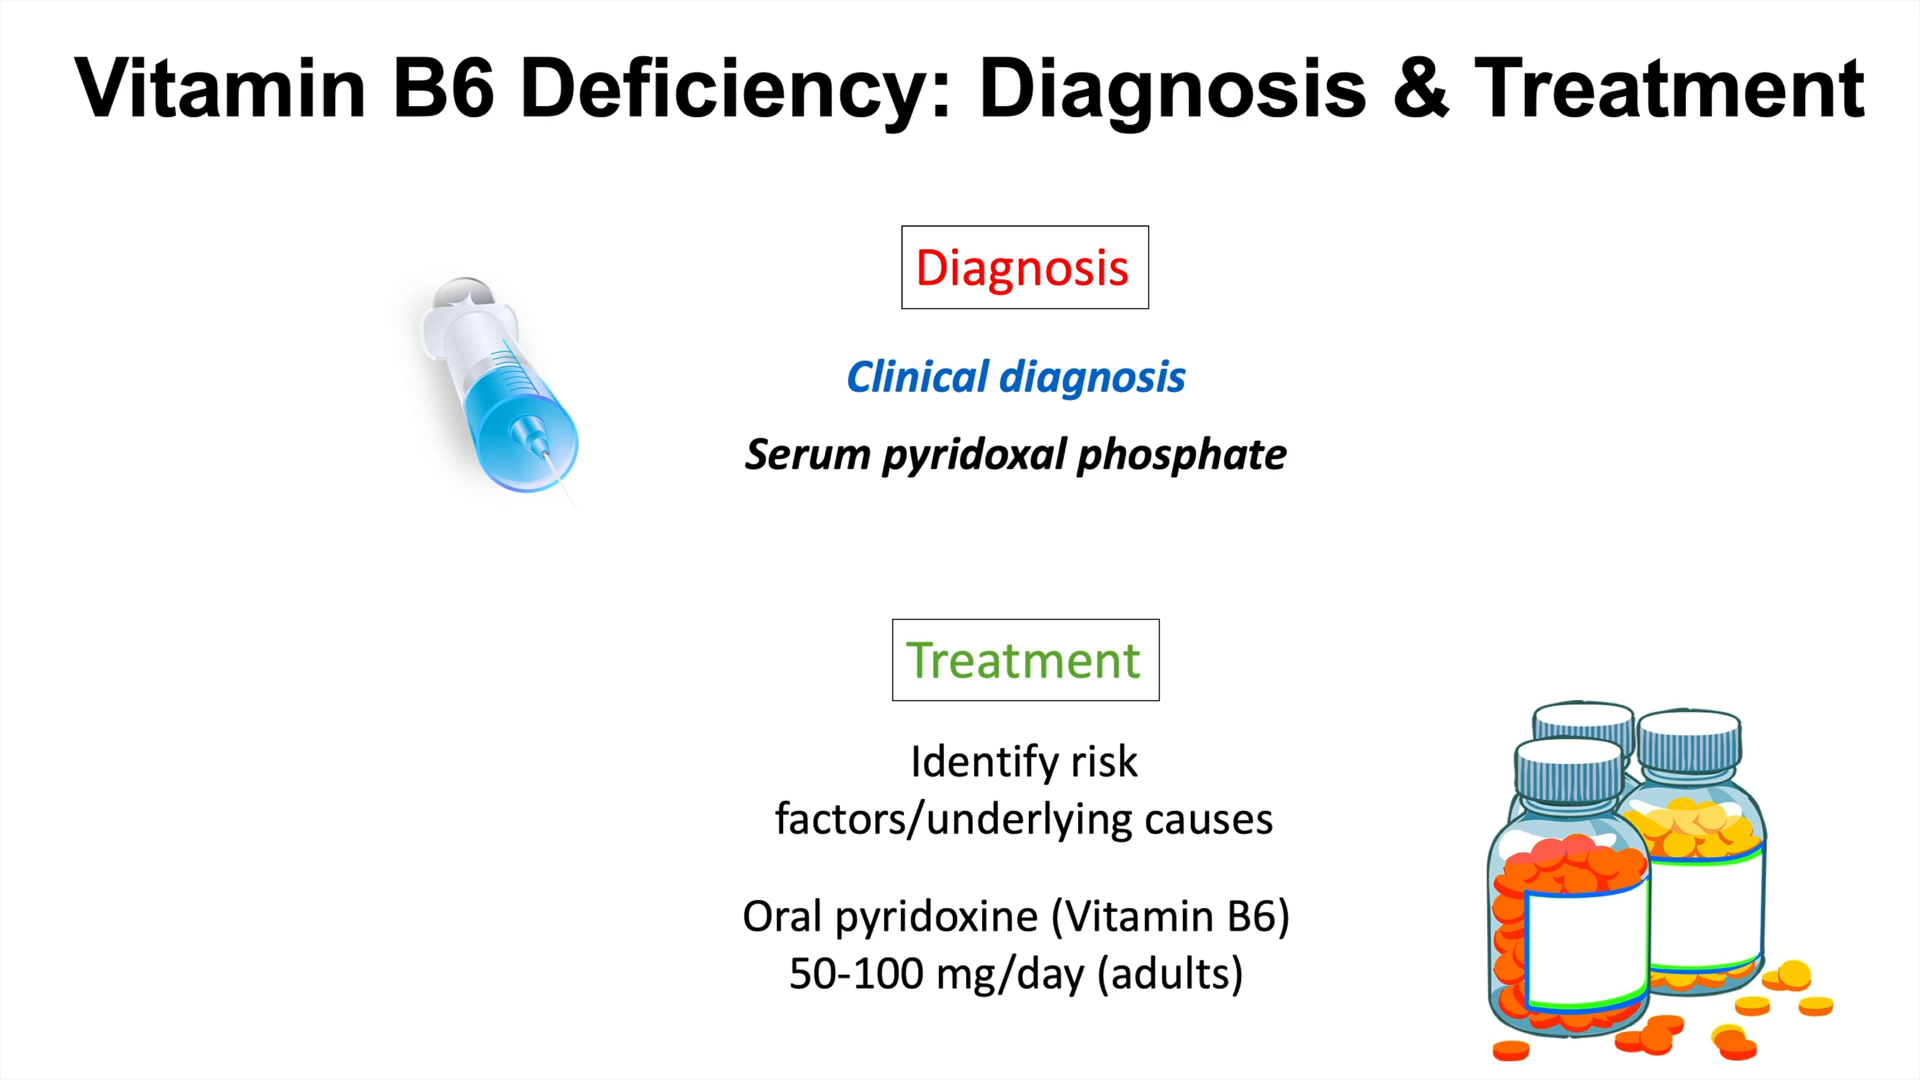 Vitamin B6 Deficiency: Diagnosis & Treatment
Diagnosis
Clinical diagnosis
Serum pyridoxal phosphate
Treatment
Identify risk
factors/underlying causes
Oral pyridoxine (Vitamin B6)
50-100 mg/day (adults)